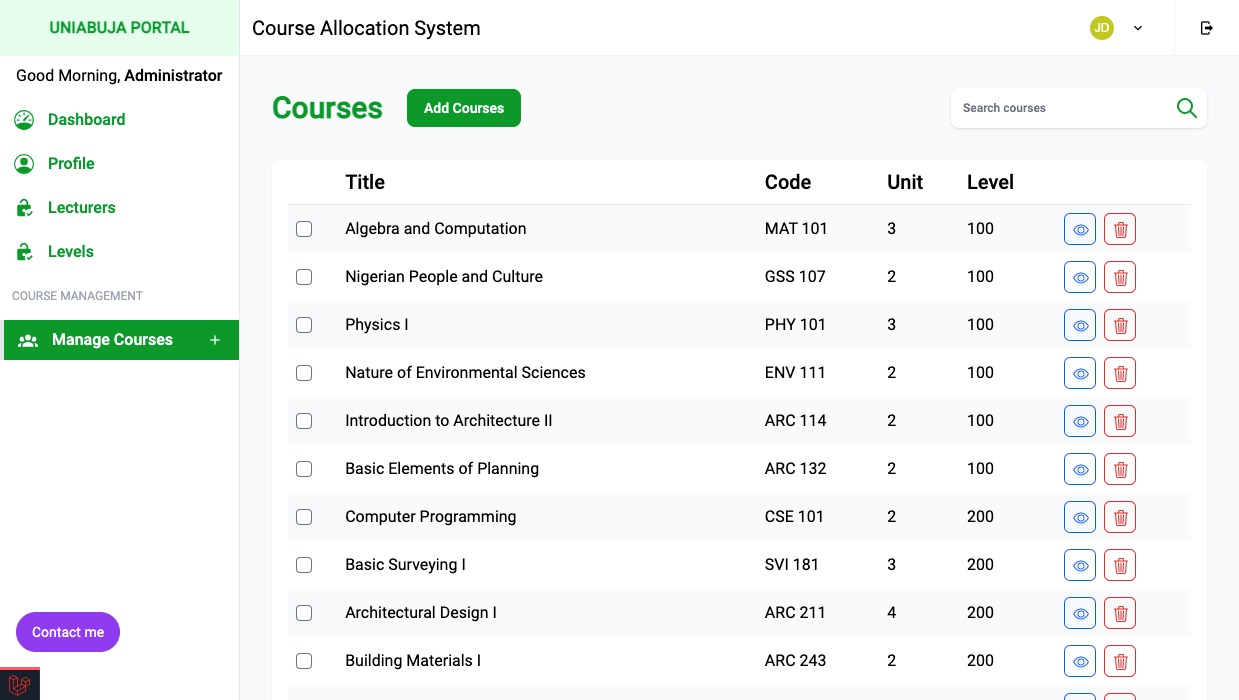 UNIABUJA PORTAL
Course Allocation System
JD
Good Morning, Administrator
Dashboard
Profile
Lecturers
Levels
COURSE MANAGEMENT
Manage Courses +
Contact me
Courses
Add Courses
Search courses
Title Code Unit Level
Algebra and Computation MAT 101 3 100
Nigerian People and Culture GSS 107 2 100
Physics I PHY 101 3 100
Nature of Environmental Sciences ENV 111 2 100
Introduction to Architecture II ARC 114 2 100
Basic Elements of Planning ARC 132 2 100
Computer Programming CSE 101 2 200
Basic Surveying I SVI 181 3 200
Architectural Design I ARC 211 4 200
Building Materials I ARC 243 2 200